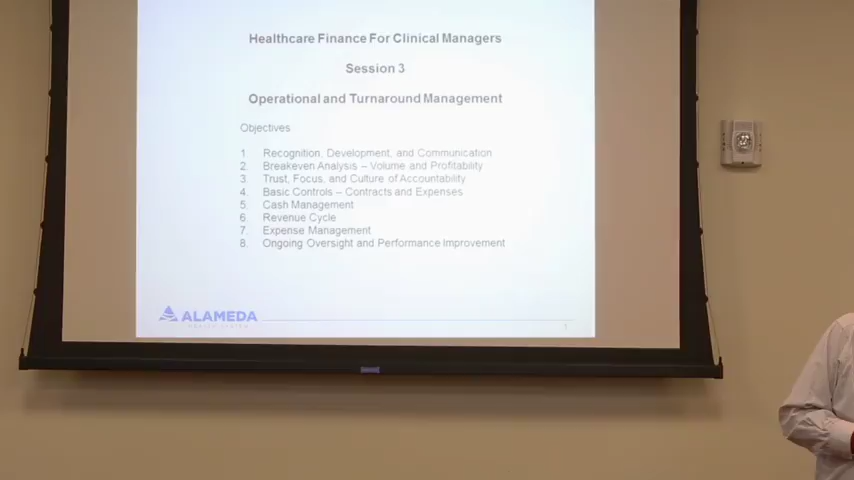 Healthcare Finance For Clinical Managers
Session 3
Operational and Turnaround Management
Objectives
1 Recognition, Development, and Communication
2. Breakeven Analysis – Volume and Profitability
3. Trust, Focus, and Culture of Accountability
4. Basic Controls – Contracts and Expenses
5. Cash Management
6. Revenue Cycle
7. Expense Management
8. Ongoing Oversight and Performance Improvement
ALAMEDA